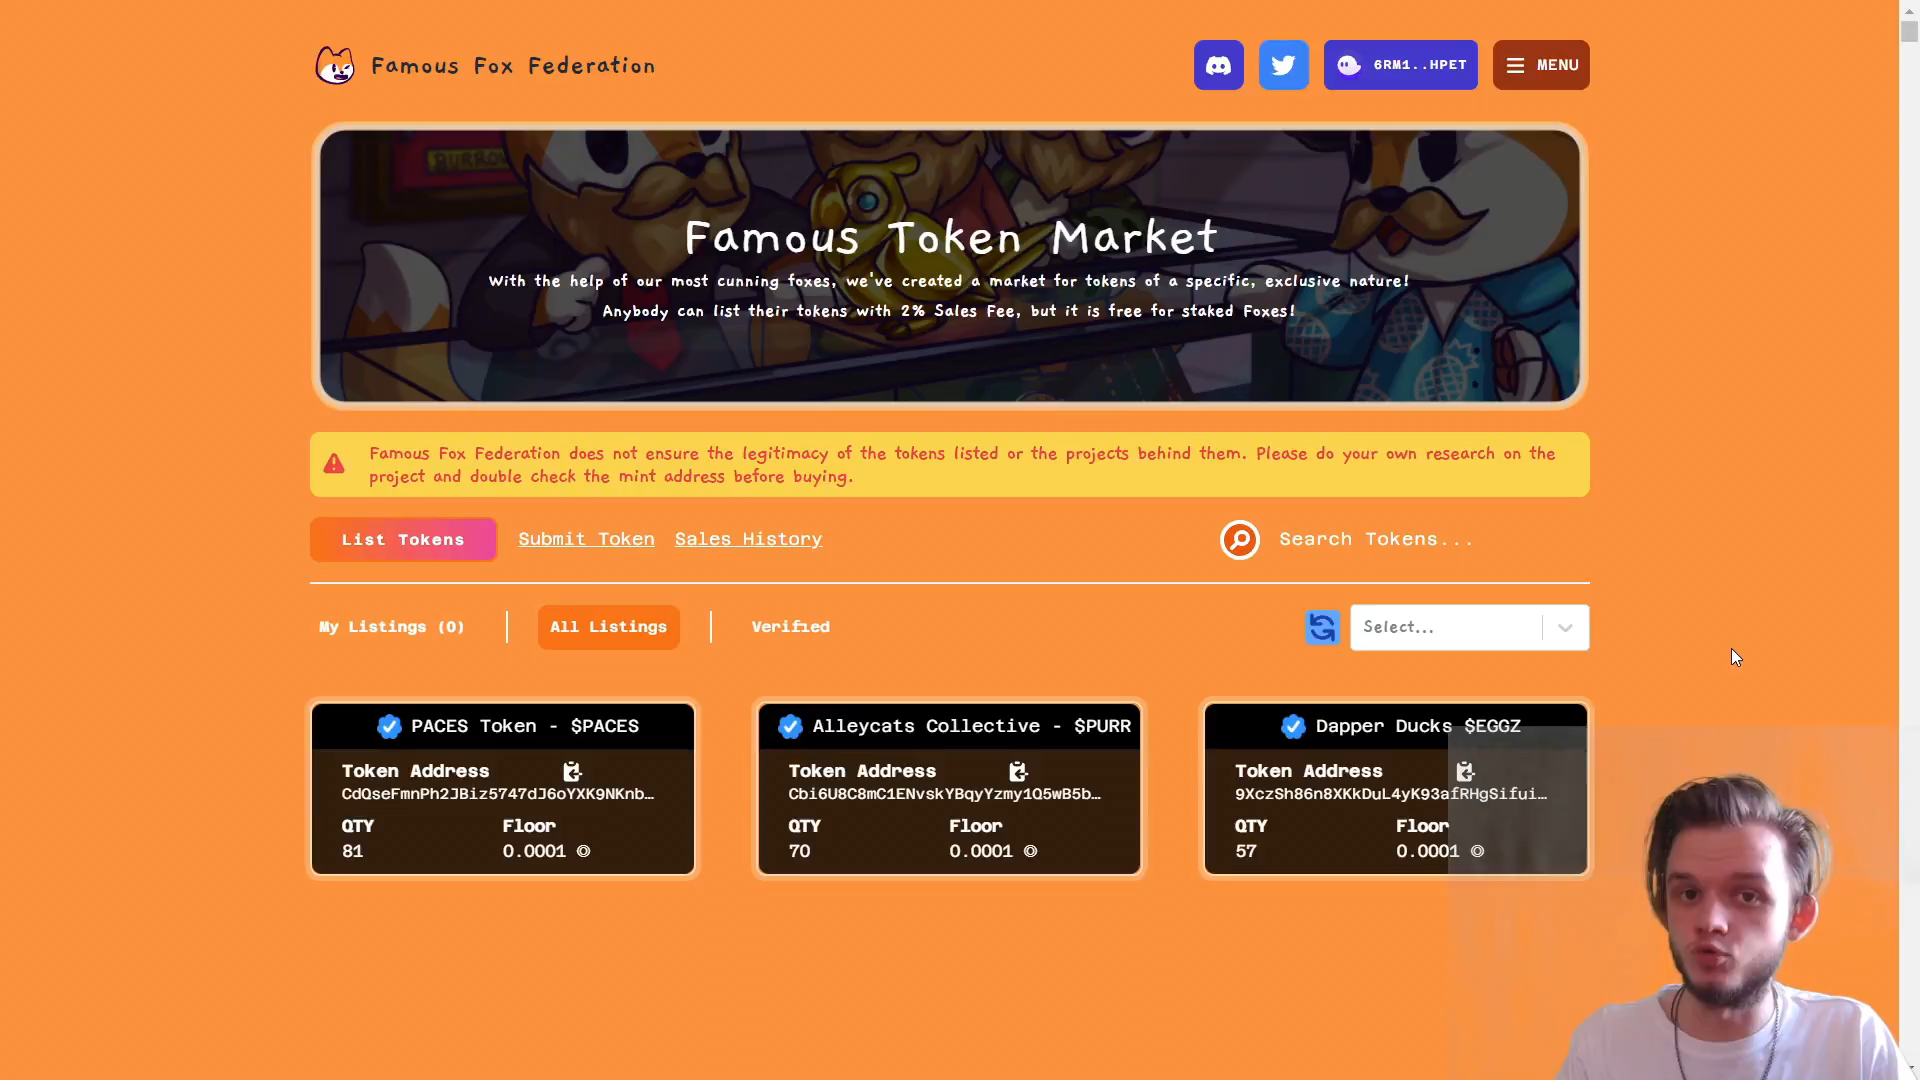 Famous Fox Federation
6RM1..HPET
MENU
BURROW
Famous Token Market
With the help of our most cunning foxes, we've created a market for tokens of a specific, exclusive nature!
Anybody can list their tokens with 2% Sales Fee, but it is free for staked Foxes!
Famous Fox Federation does not ensure the legitimacy of the tokens listed or the projects behind them. Please do your own research on the
project and double check the mint address before buying.
List Tokens
Submit Token
Sales History
Search Tokens...
My Listings (0)
All Listings
Verified
Select...
PACES Token - $PACES
Token Address
CdQseFmnPh2JBiz5747dJ6oYXK9NKnb...
QTY
Floor
81
0.0001
Alleycats Collective - $PURR
Token Address
Cbi6U8C8mC1ENvskYBqyYzmy1Q5wB5b...
QTY
Floor
70
0.0001
Dapper Ducks $EGGZ
Token Address
9XczSh86n8XKkDuL4yK93afRHgSifui...
QTY
Floor
57
0.0001